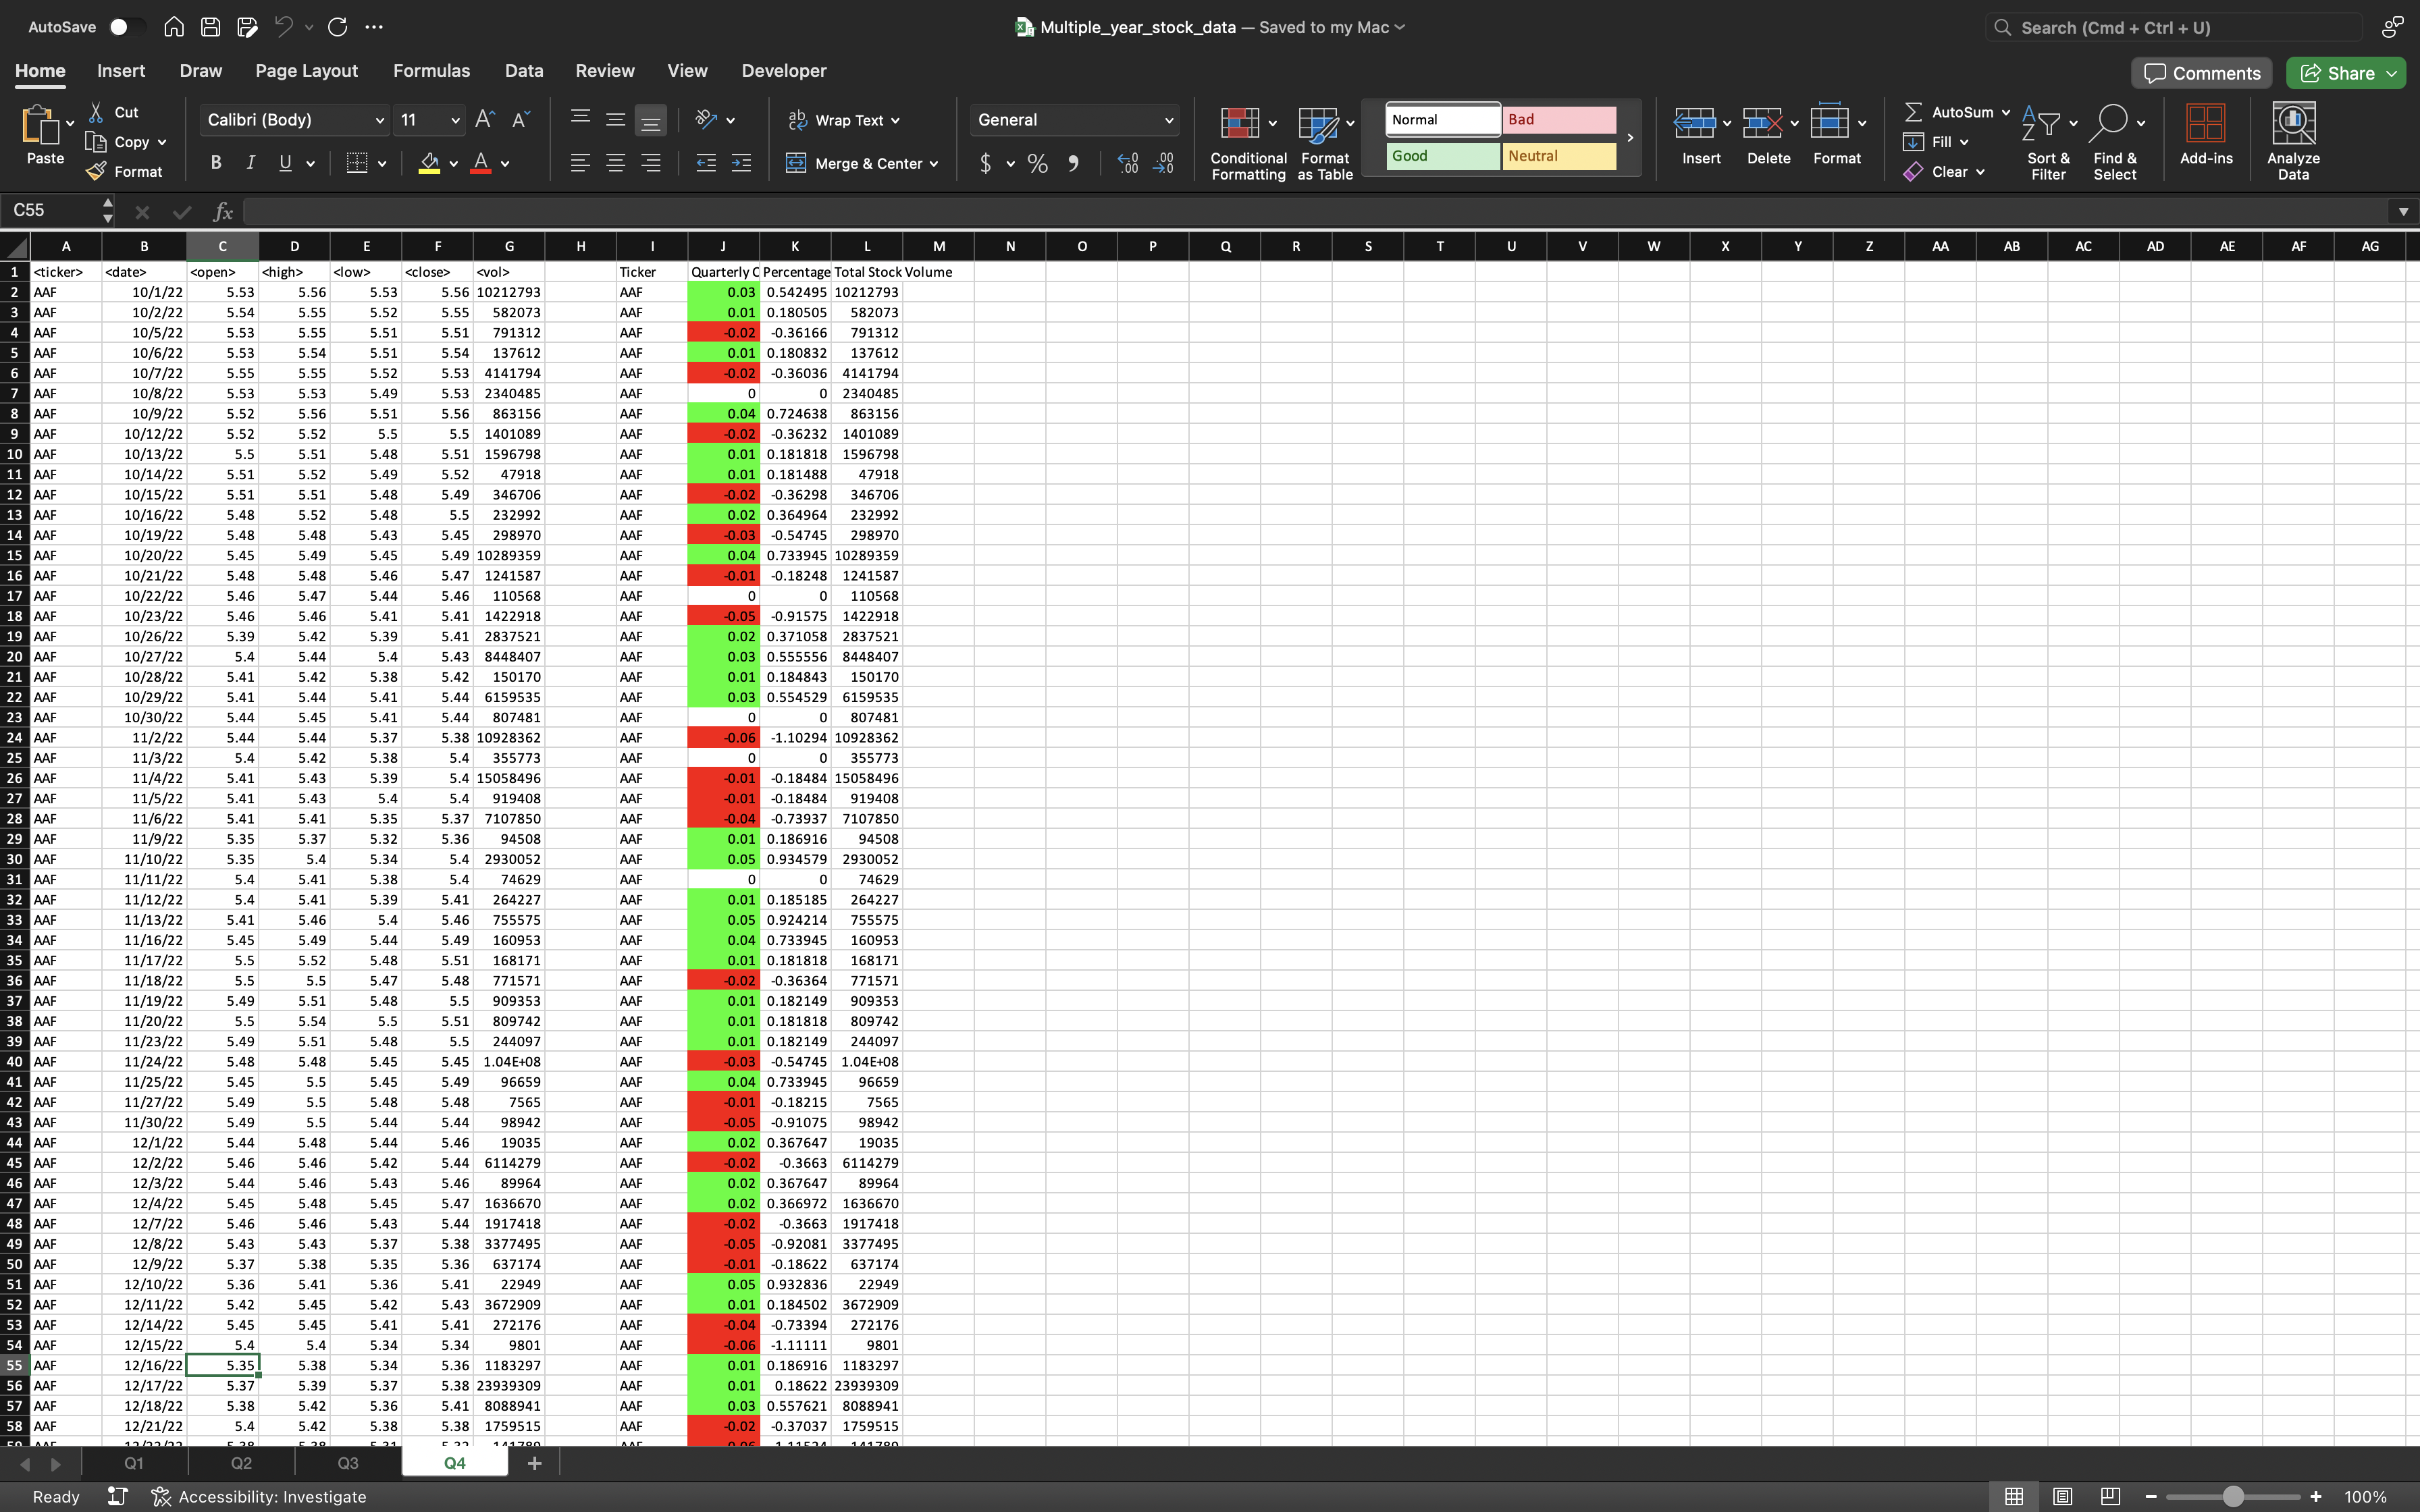 AutoSave
Multiple_year_stock_data — Saved to my Mac
Search (Cmd + Ctrl + U)
Home Insert Draw Page Layout Formulas Data Review View Developer
Comments Share
Paste Cut Copy Format
Calibri (Body) 11
B I U
Wrap Text
Merge & Center
General
$ % 9
Conditional Formatting
Format as Table
Normal Bad
Good Neutral
Insert Delete Format
AutoSum
Fill
Clear
Sort & Filter
Find & Select
Add-ins
Analyze Data
C55 fx
A B C D E F G H I J K L M N O P Q R S T U V W X Y Z AA AB AC AD AE AF AG
1 <ticker> <date> <open> <high> <low> <close> <vol> Ticker Quarterly C Percentage Total Stock Volume
2 AAF 10/1/22 5.53 5.56 5.53 5.56 10212793 AAF 0.03 0.542495 10212793
3 AAF 10/2/22 5.54 5.55 5.52 5.55 582073 AAF 0.01 0.180505 582073
4 AAF 10/5/22 5.53 5.55 5.51 5.51 791312 AAF -0.02 -0.36166 791312
5 AAF 10/6/22 5.53 5.54 5.51 5.54 137612 AAF 0.01 0.180832 137612
6 AAF 10/7/22 5.55 5.55 5.52 5.53 4141794 AAF -0.02 -0.36036 4141794
7 AAF 10/8/22 5.53 5.53 5.49 5.53 2340485 AAF 0 0 2340485
8 AAF 10/9/22 5.52 5.56 5.51 5.56 863156 AAF 0.04 0.724638 863156
9 AAF 10/12/22 5.52 5.52 5.5 5.5 1401089 AAF -0.02 -0.36232 1401089
10 AAF 10/13/22 5.5 5.51 5.48 5.51 1596798 AAF 0.01 0.181818 1596798
11 AAF 10/14/22 5.51 5.52 5.49 5.52 47918 AAF 0.01 0.181488 47918
12 AAF 10/15/22 5.51 5.51 5.48 5.49 346706 AAF -0.02 -0.36298 346706
13 AAF 10/16/22 5.48 5.52 5.48 5.5 232992 AAF 0.02 0.364964 232992
14 AAF 10/19/22 5.48 5.48 5.43 5.45 298970 AAF -0.03 -0.54745 298970
15 AAF 10/20/22 5.45 5.49 5.45 5.49 10289359 AAF 0.04 0.733945 10289359
16 AAF 10/21/22 5.48 5.48 5.46 5.47 1241587 AAF -0.01 -0.18248 1241587
17 AAF 10/22/22 5.46 5.47 5.44 5.46 110568 AAF 0 0 110568
18 AAF 10/23/22 5.46 5.46 5.41 5.41 1422918 AAF -0.05 -0.91575 1422918
19 AAF 10/26/22 5.39 5.42 5.39 5.41 2837521 AAF 0.02 0.371058 2837521
20 AAF 10/27/22 5.4 5.44 5.4 5.43 8448407 AAF 0.03 0.555556 8448407
21 AAF 10/28/22 5.41 5.42 5.38 5.42 150170 AAF 0.01 0.184843 150170
22 AAF 10/29/22 5.41 5.44 5.41 5.44 6159535 AAF 0.03 0.554529 6159535
23 AAF 10/30/22 5.44 5.45 5.41 5.44 807481 AAF 0 0 807481
24 AAF 11/2/22 5.44 5.44 5.37 5.38 10928362 AAF -0.06 -1.10294 10928362
25 AAF 11/3/22 5.4 5.42 5.38 5.4 355773 AAF 0 0 355773
26 AAF 11/4/22 5.41 5.43 5.39 5.4 15058496 AAF -0.01 -0.18484 15058496
27 AAF 11/5/22 5.41 5.43 5.4 5.4 919408 AAF -0.01 -0.18484 919408
28 AAF 11/6/22 5.41 5.41 5.35 5.37 7107850 AAF -0.04 -0.73937 7107850
29 AAF 11/9/22 5.35 5.37 5.32 5.36 94508 AAF 0.01 0.186916 94508
30 AAF 11/10/22 5.35 5.4 5.34 5.4 2930052 AAF 0.05 0.934579 2930052
31 AAF 11/11/22 5.4 5.41 5.38 5.4 74629 AAF 0 0 74629
32 AAF 11/12/22 5.4 5.41 5.39 5.41 264227 AAF 0.01 0.185185 264227
33 AAF 11/13/22 5.41 5.46 5.4 5.46 755575 AAF 0.05 0.924214 755575
34 AAF 11/16/22 5.45 5.49 5.44 5.49 160953 AAF 0.04 0.733945 160953
35 AAF 11/17/22 5.5 5.52 5.48 5.51 168171 AAF 0.01 0.181818 168171
36 AAF 11/18/22 5.5 5.5 5.47 5.48 771571 AAF -0.02 -0.36364 771571
37 AAF 11/19/22 5.49 5.51 5.48 5.5 909353 AAF 0.01 0.182149 909353
38 AAF 11/20/22 5.5 5.54 5.5 5.51 809742 AAF 0.01 0.181818 809742
39 AAF 11/23/22 5.49 5.51 5.48 5.5 244097 AAF 0.01 0.182149 244097
40 AAF 11/24/22 5.48 5.48 5.45 5.45 1.04E+08 AAF -0.03 -0.54745 1.04E+08
41 AAF 11/25/22 5.45 5.5 5.45 5.49 96659 AAF 0.04 0.733945 96659
42 AAF 11/27/22 5.49 5.5 5.48 5.48 7565 AAF -0.01 -0.18215 7565
43 AAF 11/30/22 5.49 5.5 5.44 5.44 98942 AAF -0.05 -0.91075 98942
44 AAF 12/1/22 5.44 5.48 5.44 5.46 19035 AAF 0.02 0.367647 19035
45 AAF 12/2/22 5.46 5.46 5.42 5.44 6114279 AAF -0.02 -0.3663 6114279
46 AAF 12/3/22 5.44 5.46 5.43 5.46 89964 AAF 0.02 0.367647 89964
47 AAF 12/4/22 5.45 5.48 5.45 5.47 1636670 AAF 0.02 0.366972 1636670
48 AAF 12/7/22 5.46 5.46 5.43 5.44 1917418 AAF -0.02 -0.3663 1917418
49 AAF 12/8/22 5.43 5.43 5.37 5.38 3377495 AAF -0.05 -0.92081 3377495
50 AAF 12/9/22 5.37 5.38 5.35 5.36 637174 AAF -0.01 -0.18622 637174
51 AAF 12/10/22 5.36 5.41 5.36 5.41 22949 AAF 0.05 0.932836 22949
52 AAF 12/11/22 5.42 5.45 5.42 5.43 3672909 AAF 0.01 0.184502 3672909
53 AAF 12/14/22 5.45 5.45 5.41 5.41 272176 AAF -0.04 -0.73394 272176
54 AAF 12/15/22 5.4 5.4 5.34 5.34 9801 AAF -0.06 -1.11111 9801
55 AAF 12/16/22 5.35 5.38 5.34 5.36 1183297 AAF 0.01 0.186916 1183297
56 AAF 12/17/22 5.37 5.39 5.37 5.38 23939309 AAF 0.01 0.18622 23939309
57 AAF 12/18/22 5.38 5.42 5.36 5.41 8088941 AAF 0.03 0.557621 8088941
58 AAF 12/21/22 5.4 5.42 5.38 5.38 1759515 AAF -0.02 -0.37037 1759515
Q1 Q2 Q3 Q4
Ready Accessibility: Investigate 100%